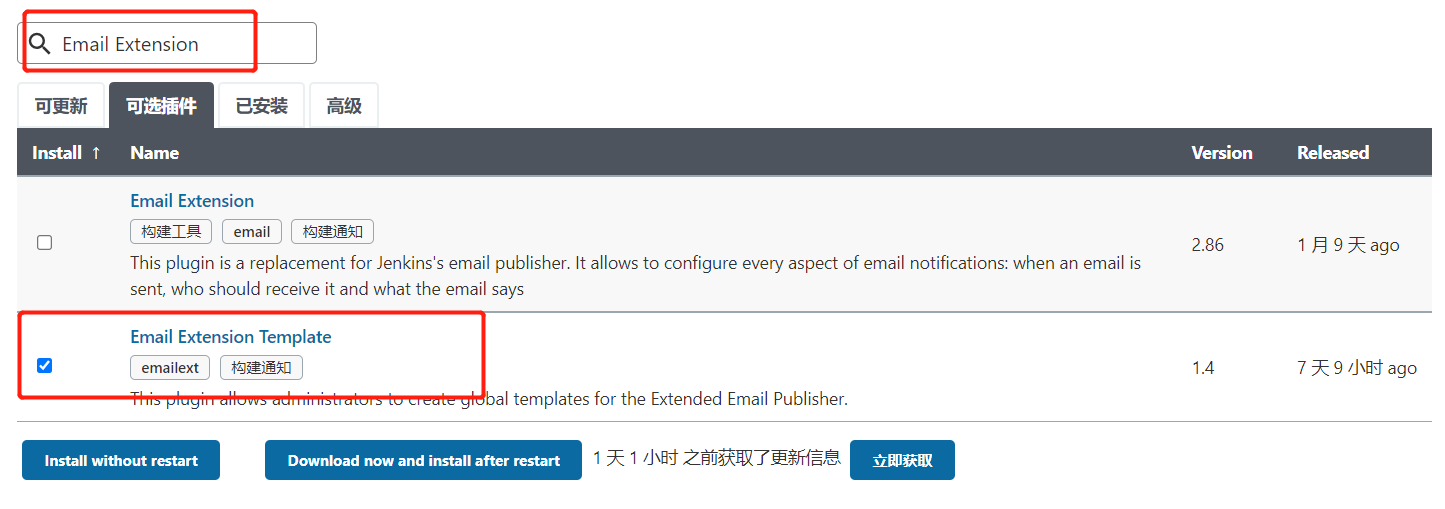 Email Extension
可更新 可选插件 已安装 高级
Install ↑ Name Version Released
Email Extension
构建工具 email 构建通知
This plugin is a replacement for Jenkins's email publisher. It allows to configure every aspect of email notifications: when an email is
sent, who should receive it and what the email says
2.86 1 月 9 天 ago
Email Extension Template
emailext 构建通知
This plugin allows administrators to create global templates for the Extended Email Publisher.
1.4 7 天 9 小时 ago
Install without restart Download now and install after restart 1 天 1 小时 之前获取了更新信息 立即获取